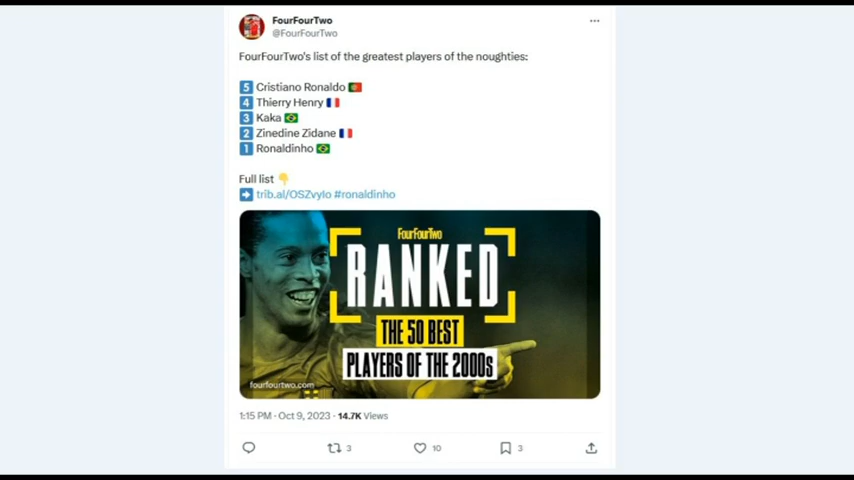 FourFourTwo
@FourFourTwo
FourFourTwo's list of the greatest players of the noughties:
5 Cristiano Ronaldo 🇵🇹
4 Thierry Henry 🇫🇷
3 Kaka 🇧🇷
2 Zinedine Zidane 🇫🇷
1 Ronaldinho 🇧🇷
Full list 👇
➡️ trib.al/OSZvyIo #ronaldinho
FourFourTwo
RANKED
THE 50 BEST
PLAYERS OF THE 2000s
fourfourtwo.com
1:15 PM · Oct 9, 2023 · 14.7K Views
3 10 3